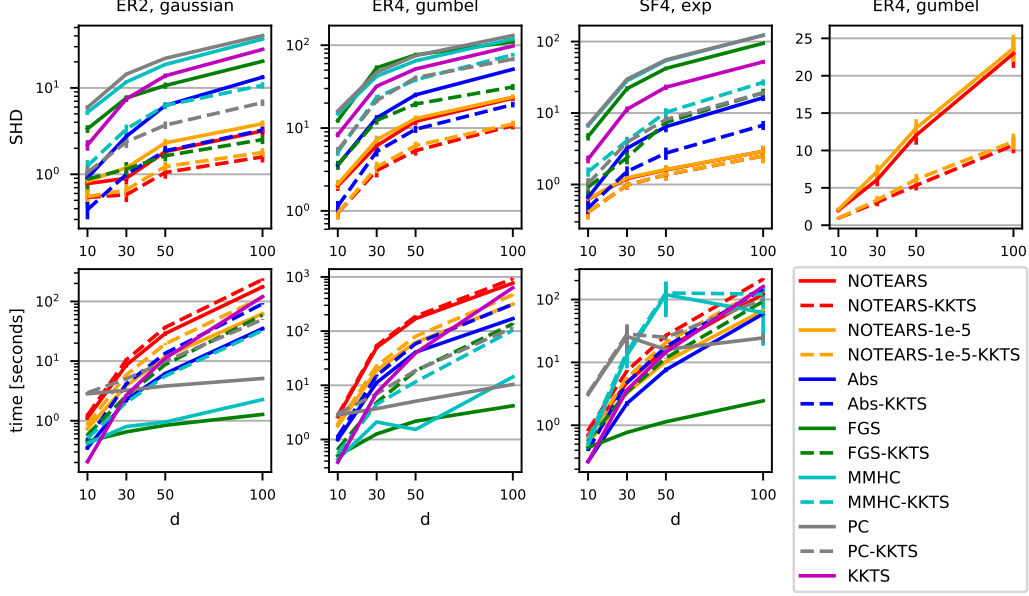 ER2, gaussian
ER4, gumbel
SF4, exp
ER4, gumbel
SHD
10^1
10^0
10 30 50 100
10^2
10^1
10^0
10 30 50 100
10^2
10^1
10^0
10 30 50 100
25
20
15
10
5
0
10 30 50 100
time [seconds]
10^2
10^1
10^0
10 30 50 100
d
10^3
10^2
10^1
10^0
10 30 50 100
d
10^2
10^1
10^0
10 30 50 100
d
NOTEARS
NOTEARS-KKTS
NOTEARS-1e-5
NOTEARS-1e-5-KKTS
Abs
Abs-KKTS
FGS
FGS-KKTS
MMHC
MMHC-KKTS
PC
PC-KKTS
KKTS